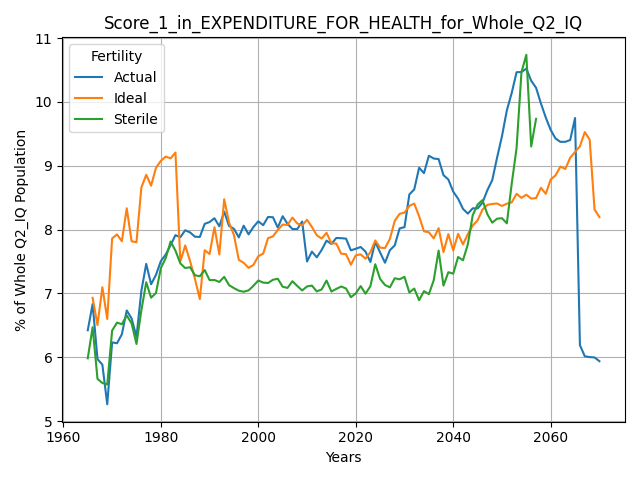 Score_1_in_EXPENDITURE_FOR_HEALTH_for_Whole_Q2_IQ
Fertility
Actual
Ideal
Sterile
% of Whole Q2_IQ Population
11
10
9
8
7
6
5
1960
1980
2000
2020
2040
2060
Years